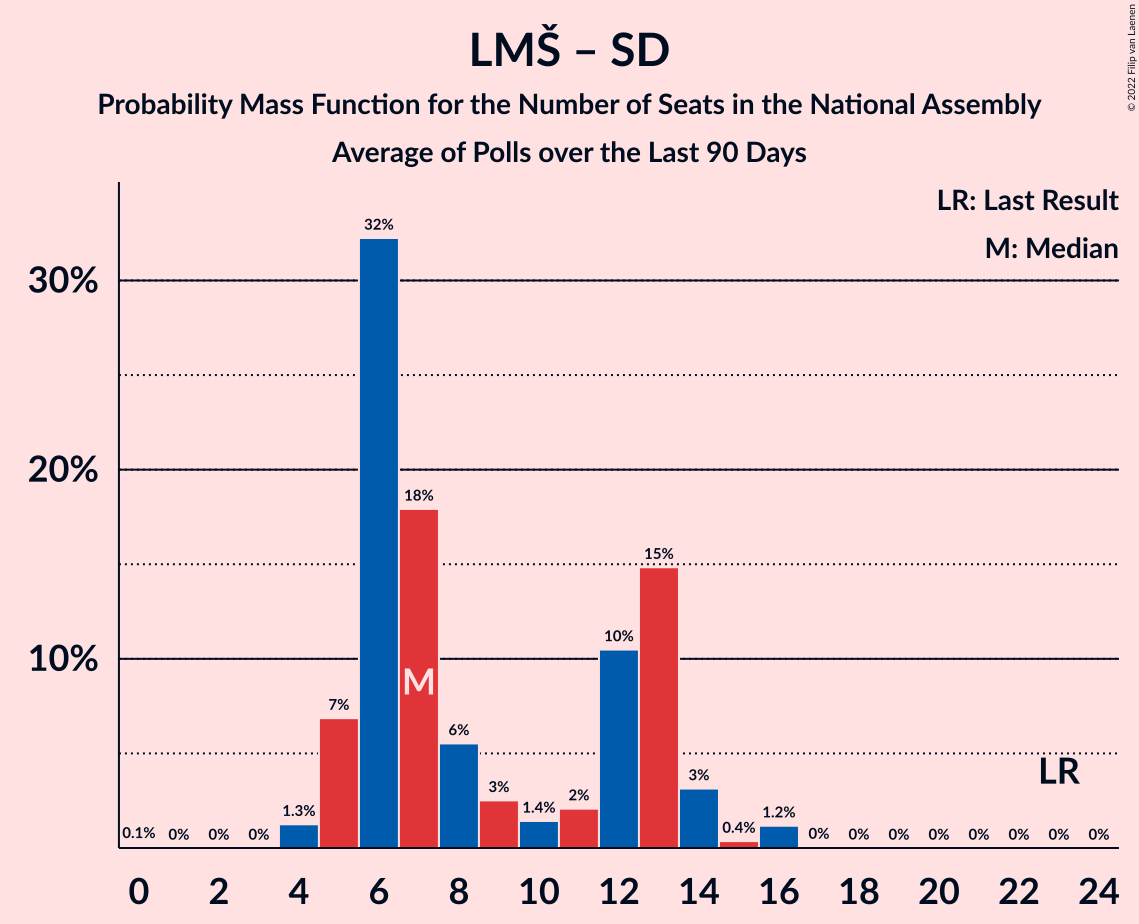 LMŠ – SD
Probability Mass Function for the Number of Seats in the National Assembly
Average of Polls over the Last 90 Days
© 2022 Filip van Laenen
LR: Last Result
M: Median
30%
20%
10%
0.1% 0% 0% 0% 1.3% 7% 32% 18% 6% 3% 1.4% 2% 10% 15% 3% 0.4% 1.2% 0% 0% 0% 0% 0% 0% 0% 0%
M
LR
0 2 4 6 8 10 12 14 16 18 20 22 24